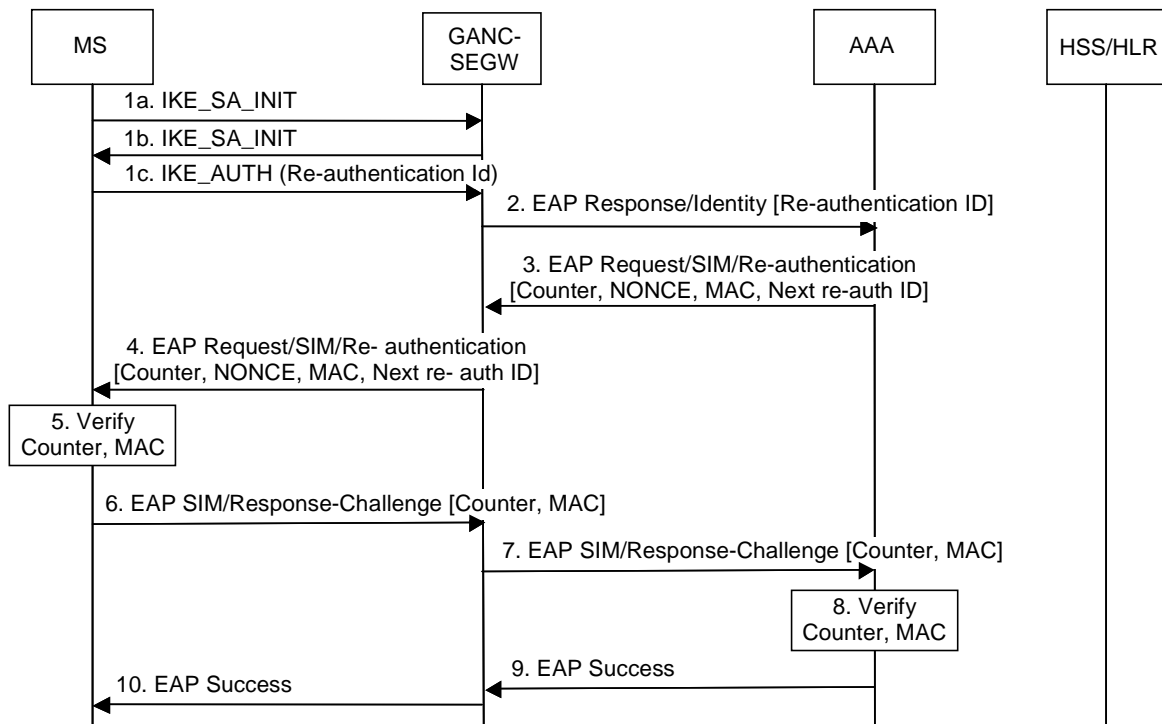 MS
GANC-
SEGW
AAA
HSS/HLR
1a. IKE_SA_INIT
1b. IKE_SA_INIT
1c. IKE_AUTH (Re-authentication Id)
2. EAP Response/Identity [Re-authentication ID]
3. EAP Request/SIM/Re-authentication
[Counter, NONCE, MAC, Next re-auth ID]
4. EAP Request/SIM/Re- authentication
[Counter, NONCE, MAC, Next re- auth ID]
5. Verify
Counter, MAC
6. EAP SIM/Response-Challenge [Counter, MAC]
7. EAP SIM/Response-Challenge [Counter, MAC]
8. Verify
Counter, MAC
9. EAP Success
10. EAP Success